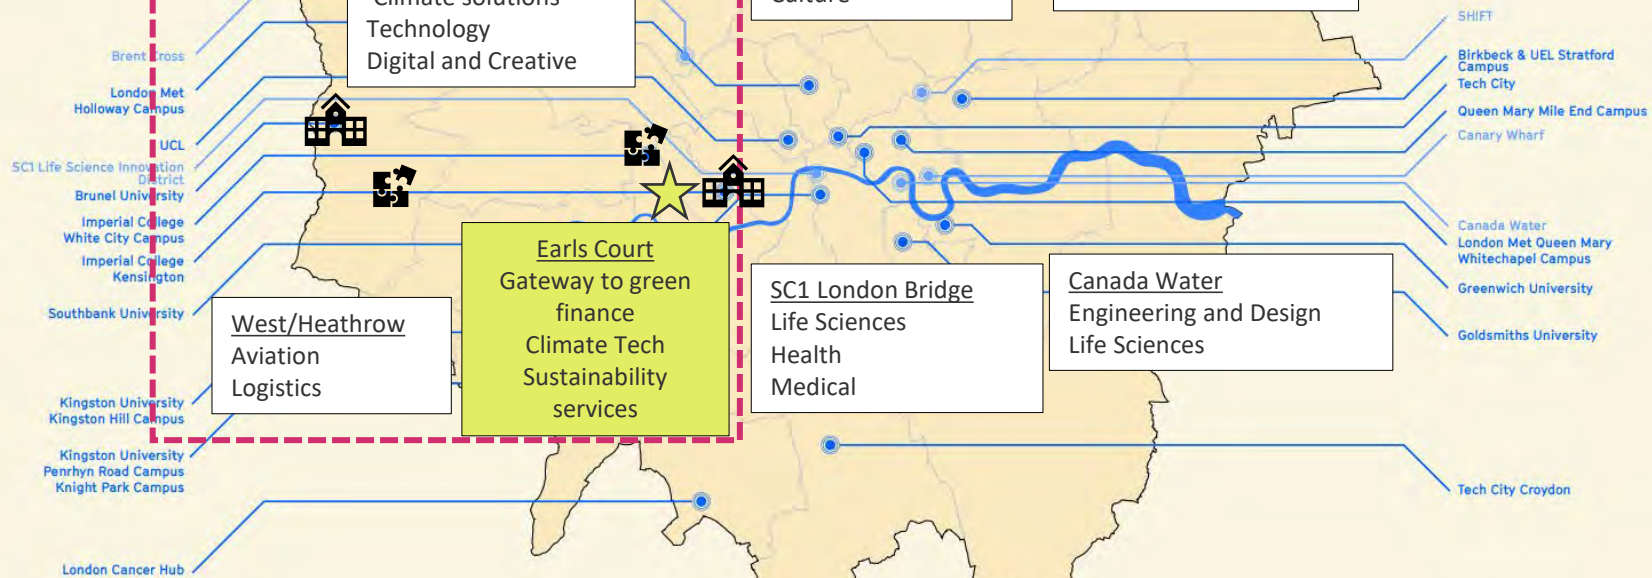 Climate solutions
Technology
Digital and Creative
Culture
Brent Cross
London Met
Holloway Campus
UCL
SC1 Life Science Innovation
District
Brunel University
Imperial College
White City Campus
Imperial College
Kensington
Southbank University
Kingston University
Kingston Hill Campus
Kingston University
Penrhyn Road Campus
Knight Park Campus
London Cancer Hub
West/Heathrow
Aviation
Logistics
Earls Court
Gateway to green
finance
Climate Tech
Sustainability
services
SC1 London Bridge
Life Sciences
Health
Medical
Canada Water
Engineering and Design
Life Sciences
SHIFT
Birkbeck & UEL Stratford
Campus
Tech City
Queen Mary Mile End Campus
Canary Wharf
Canada Water
London Met Queen Mary
Whitechapel Campus
Greenwich University
Goldsmiths University
Tech City Croydon